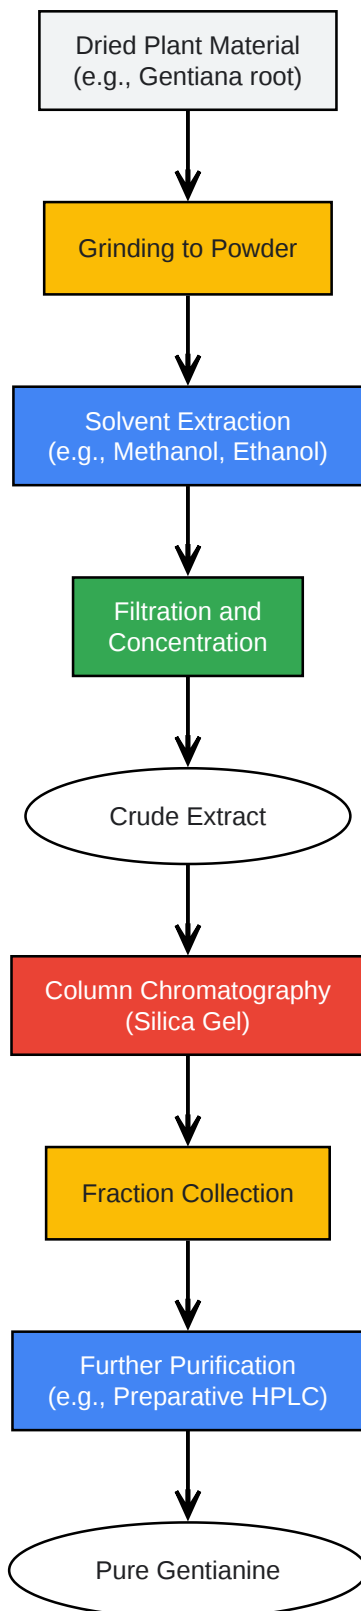 Dried Plant Material
(e.g., Gentiana root)
Grinding to Powder
Solvent Extraction
(e.g., Methanol, Ethanol)
Filtration and
Concentration
Crude Extract
Column Chromatography
(Silica Gel)
Fraction Collection
Further Purification
(e.g., Preparative HPLC)
Pure Gentianine